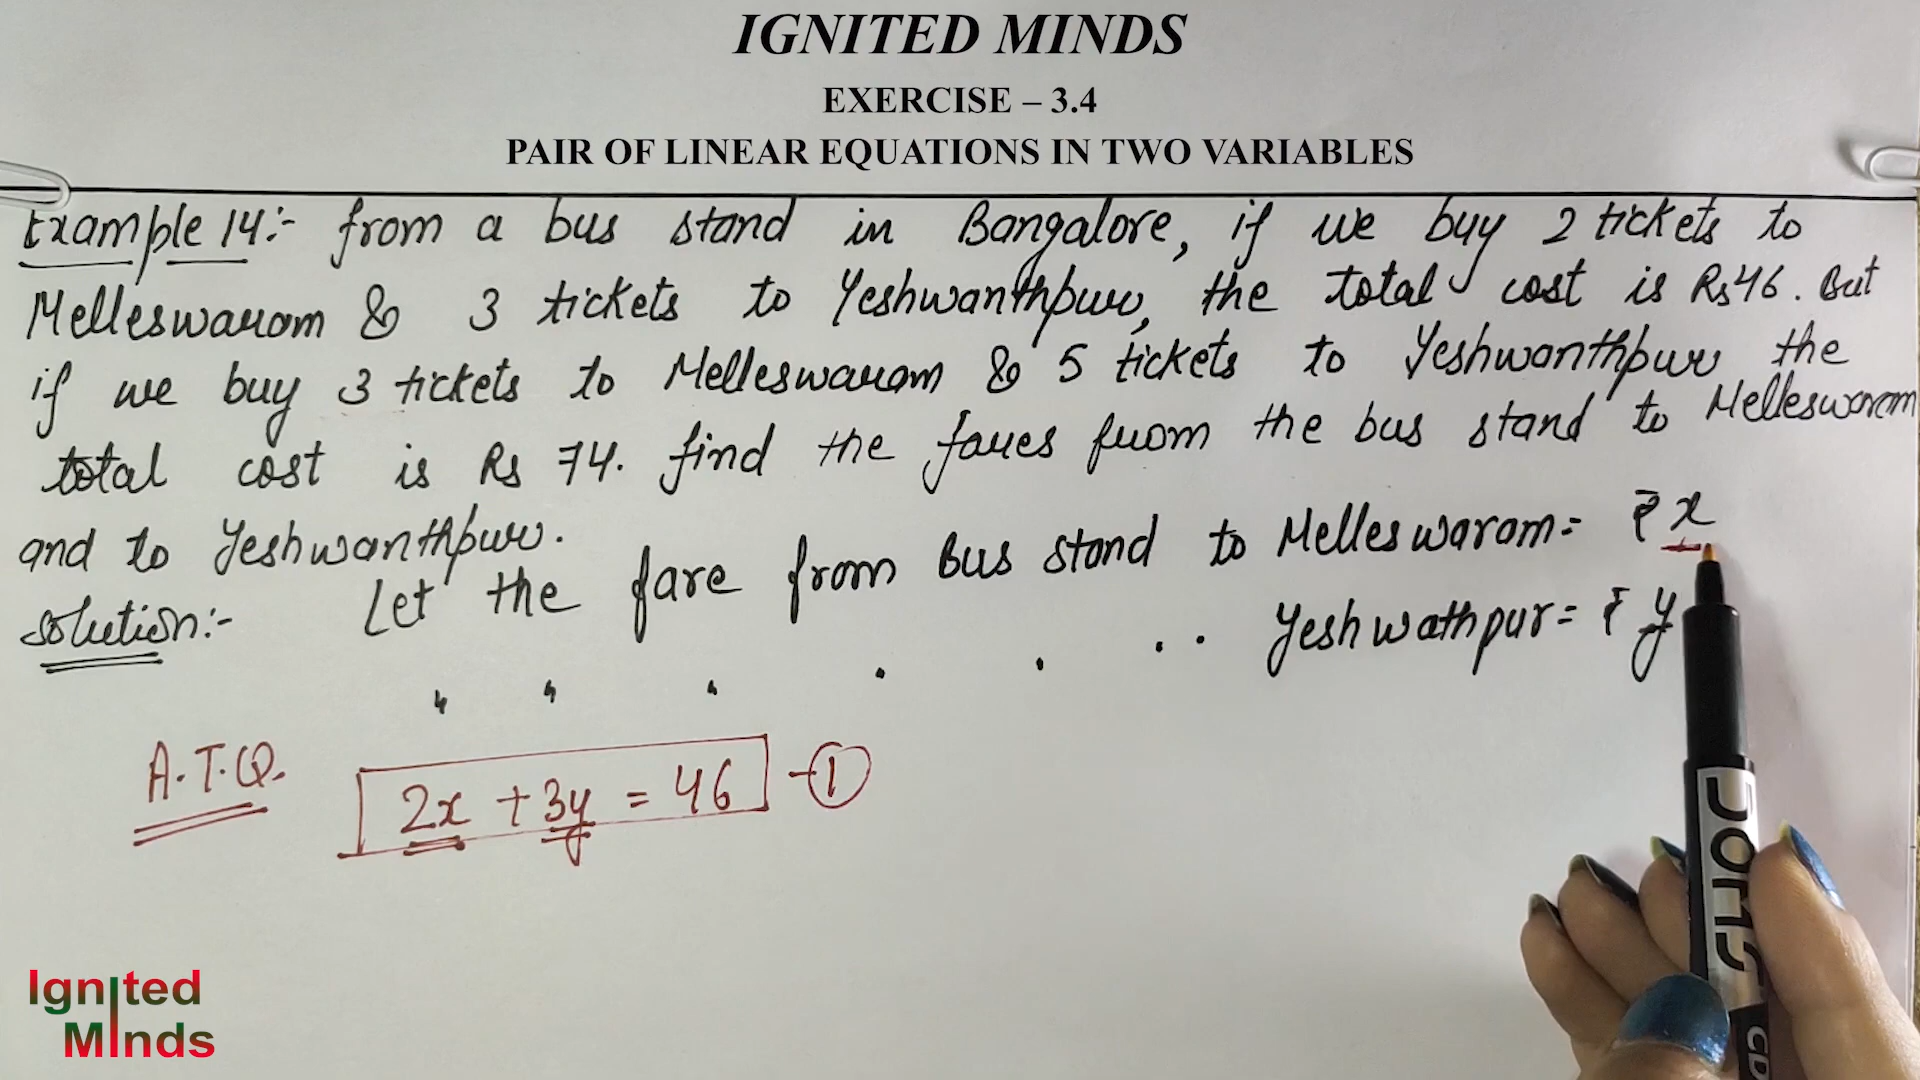 IGNITED MINDS
EXERCISE – 3.4
PAIR OF LINEAR EQUATIONS IN TWO VARIABLES
Example 14:- from a bus stand in Bangalore, if we buy 2 tickets to
Melleswaram & 3 tickets to Yeshwanthpur, the total cost is Rs 46. But
if we buy 3 tickets to Melleswaram & 5 tickets to Yeshwanthpur the
total cost is Rs 74. find the fares from the bus stand to Melleswaram
and to Yeshwanthpur.
Solution:- Let the fare from Bus stand to Melleswaram = ₹ x
" " " . . .. Yeshwathpur = ₹ y
A.T.Q. 2x + 3y = 46 - 1
DOMS
CD
Ignited
Minds